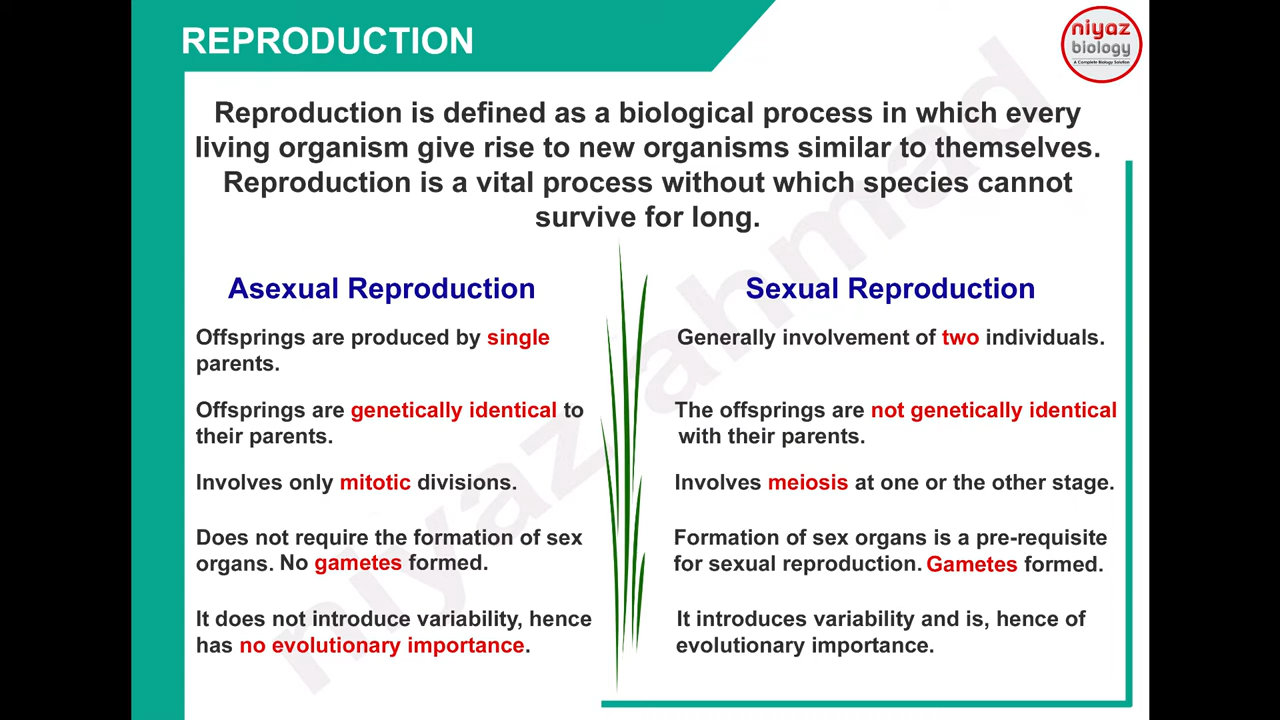 REPRODUCTION
niyaz
biology
A Complete Biology Solution
Reproduction is defined as a biological process in which every
living organism give rise to new organisms similar to themselves.
Reproduction is a vital process without which species cannot
survive for long.
Asexual Reproduction
Offsprings are produced by single
parents.
Offsprings are genetically identical to
their parents.
Involves only mitotic divisions.
Does not require the formation of sex
organs. No gametes formed.
It does not introduce variability, hence
has no evolutionary importance.
Sexual Reproduction
Generally involvement of two individuals.
The offsprings are not genetically identical
with their parents.
Involves meiosis at one or the other stage.
Formation of sex organs is a pre-requisite
for sexual reproduction. Gametes formed.
It introduces variability and is, hence of
evolutionary importance.
niyaz ahmad